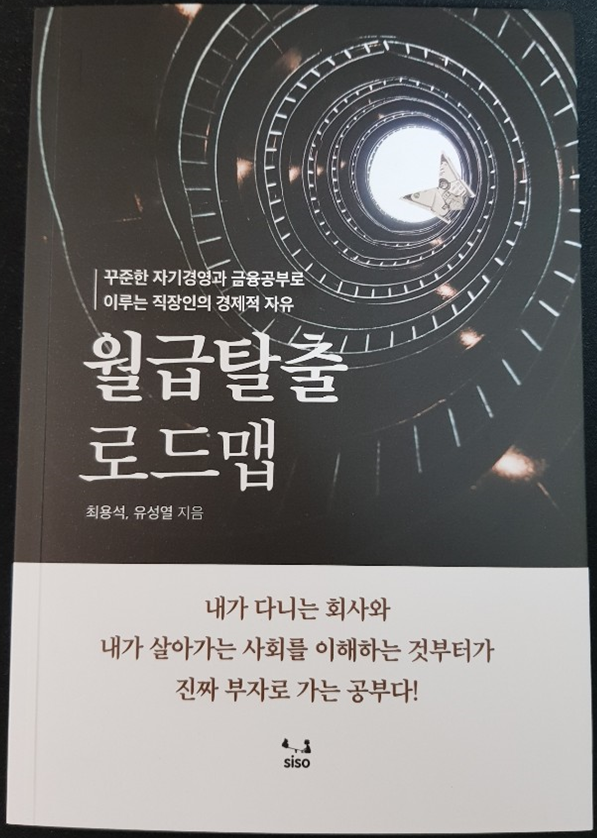 꾸준한 자기경영과 금융공부로
이루는 직장인의 경제적 자유
월급탈출
로드맵
최용석, 유성열 지음
내가 다니는 회사와
내가 살아가는 사회를 이해하는 것부터가
진짜 부자로 가는 공부다!
siso